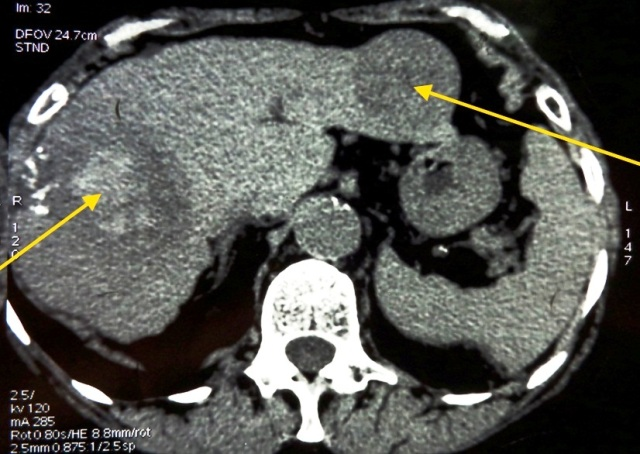 Im: 32
DFOV 24.7cm
STND
R
L
147
2.5/
kv 120
mA 285
Rot 0.80s/HE 8.8mm/rot
2.5mm 0.875:1/2.5sp